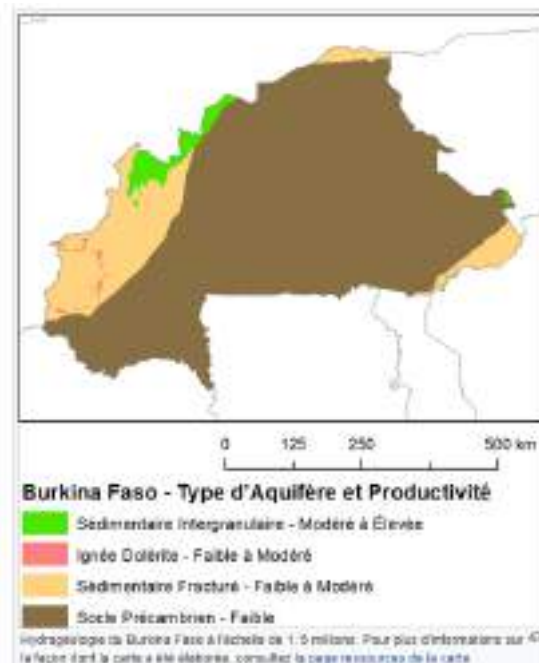 0 125 250 500 km
Burkina Faso - Type d'Aquifère et Productivité
Sédimentaire Intergranulaire - Modéré à Élevée
Ignée Dolérite - Faible à Modéré
Sédimentaire Fracturé - Faible à Modéré
Socle Précambrien - Faible
Hydrogéologie du Burkina Faso à l'échelle de 1:5 millions. Pour plus d'informations sur
la façon dont la carte a été élaborée, consultez la page ressources de la carte